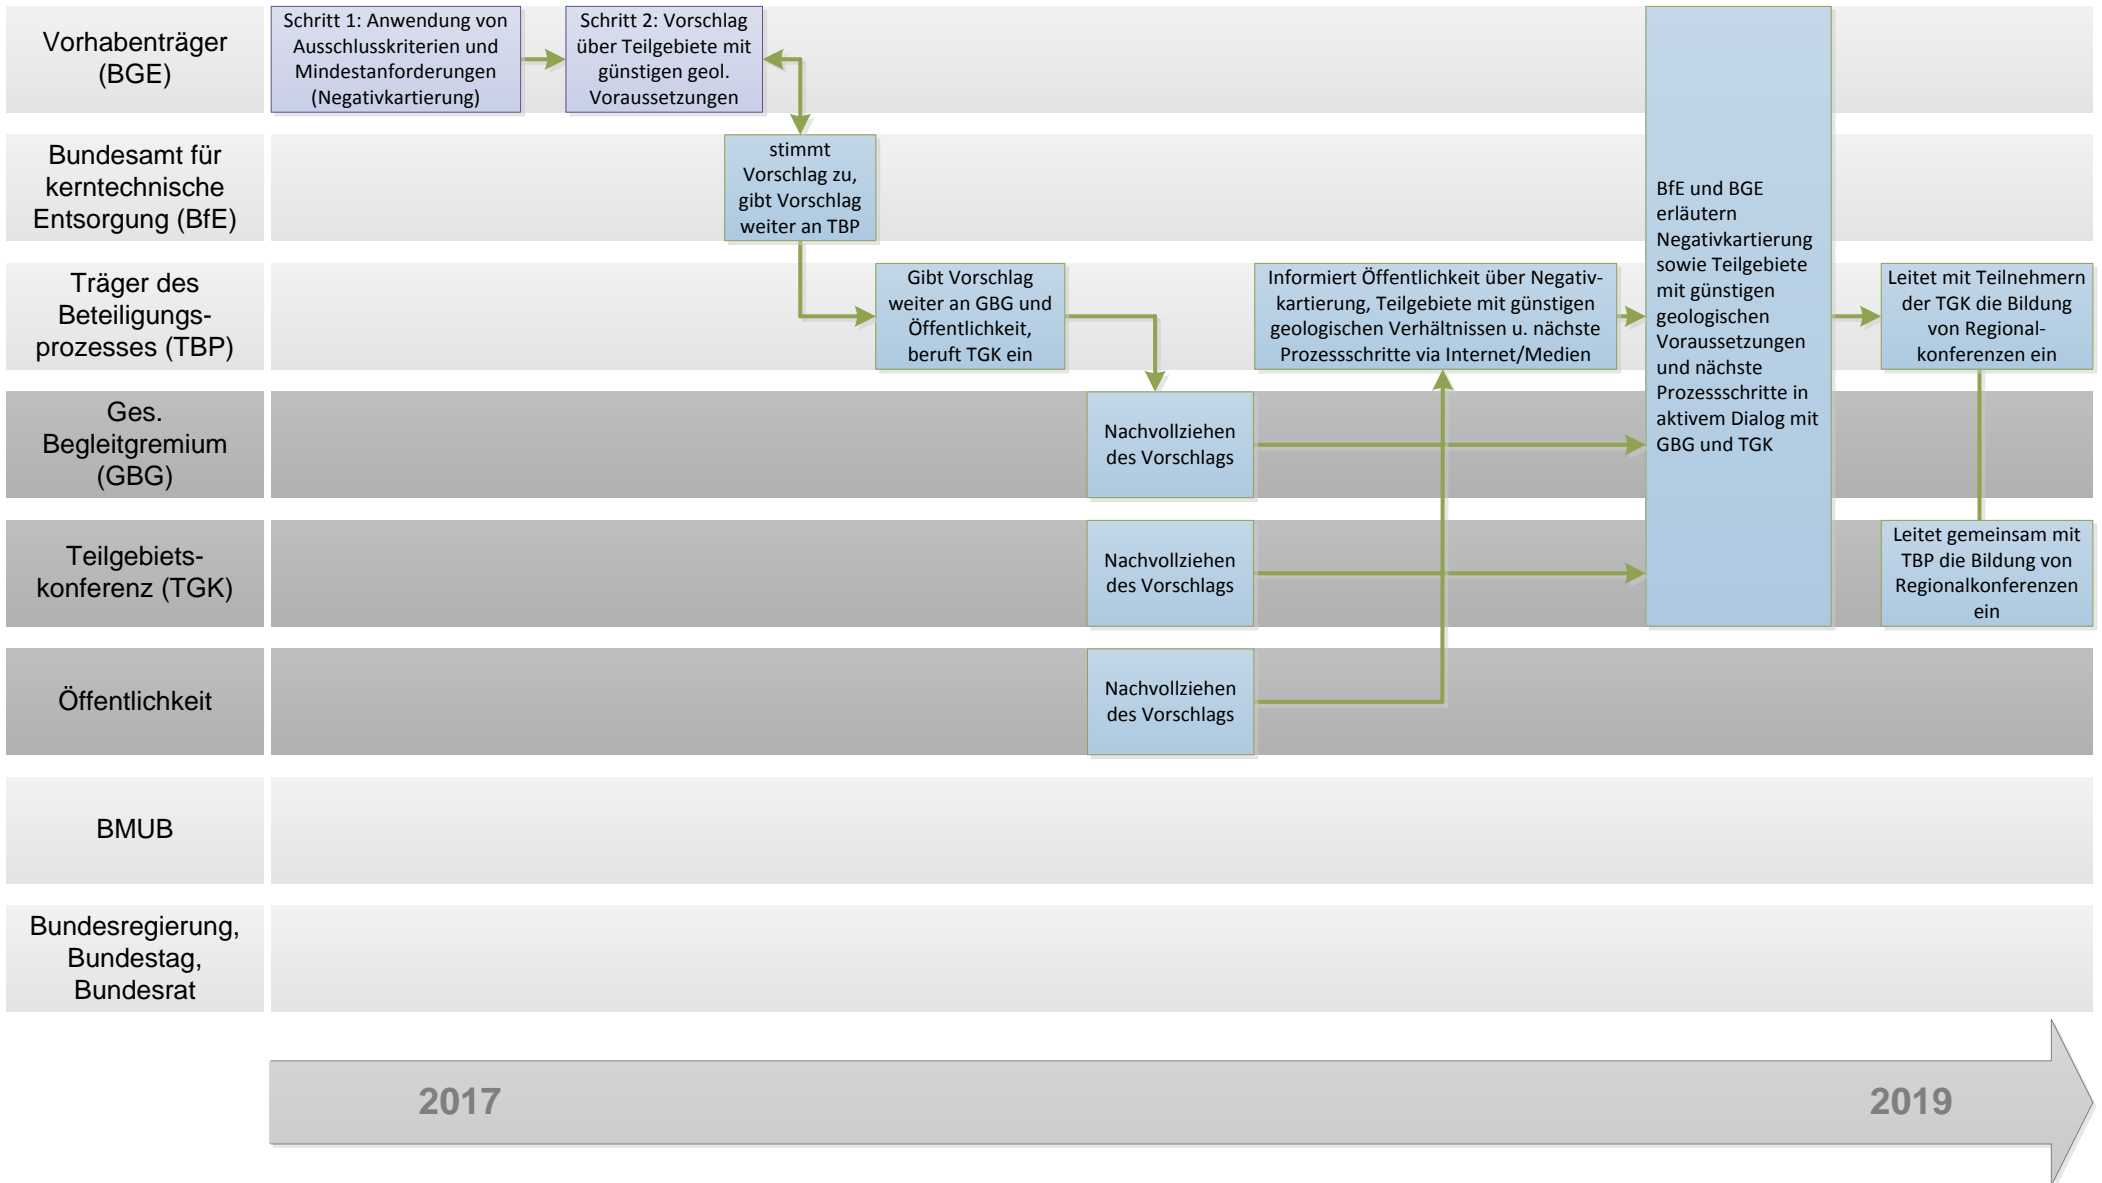 Vorhabenträger
(BGE)
Schritt 1: Anwendung von
Ausschlusskriterien und
Mindestanforderungen
(Negativkartierung)
Schritt 2: Vorschlag
über Teilgebiete mit
günstigen geol.
Voraussetzungen
Bundesamt für
kerntechnische
Entsorgung (BfE)
stimmt
Vorschlag zu,
gibt Vorschlag
weiter an TBP
BfE und BGE
erläutern
Negativkartierung
sowie Teilgebiete
mit günstigen
geologischen
Voraussetzungen
und nächste
Prozessschritte in
aktivem Dialog mit
GBG und TGK
Träger des
Beteiligungs-
prozesses (TBP)
Gibt Vorschlag
weiter an GBG und
Öffentlichkeit,
beruft TGK ein
Informiert Öffentlichkeit über Negativ-
kartierung, Teilgebiete mit günstigen
geologischen Verhältnissen u. nächste
Prozessschritte via Internet/Medien
Leitet mit Teilnehmern
der TGK die Bildung
von Regional-
konferenzen ein
Ges.
Begleitgremium
(GBG)
Nachvollziehen
des Vorschlags
Teilgebiets-
konferenz (TGK)
Nachvollziehen
des Vorschlags
Leitet gemeinsam mit
TBP die Bildung von
Regionalkonferenzen
ein
Öffentlichkeit
Nachvollziehen
des Vorschlags
BMUB
Bundesregierung,
Bundestag,
Bundesrat
2017
2019